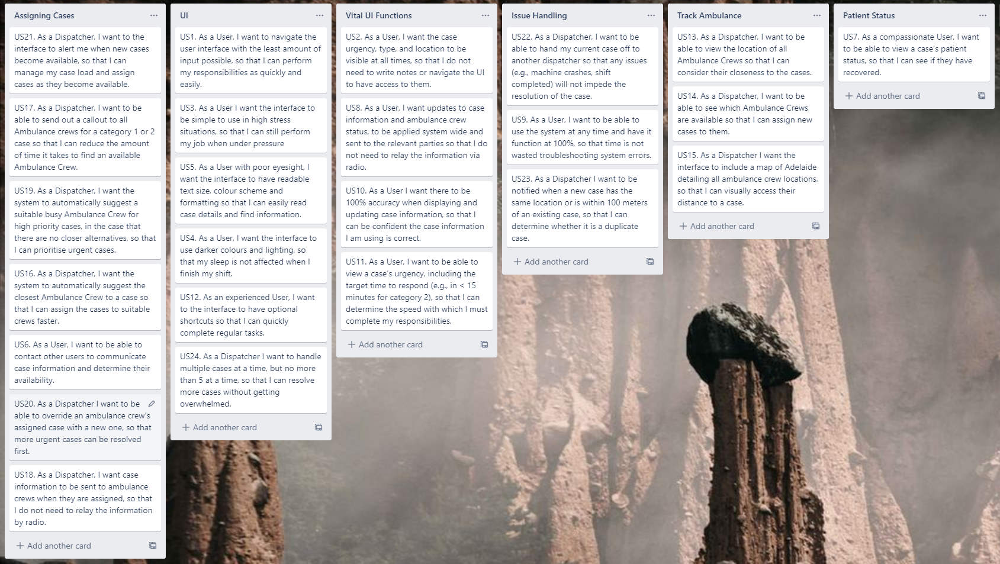 Assigning Cases
US21. As a Dispatcher, I want to the
interface to alert me when new cases
become available, so that I can
manage my case load and assign
cases as they become available.
US17. As a Dispatcher, I want to be
able to send out a callout to all
Ambulance crews for a category 1 or 2
case so that I can reduce the amount
of time it takes to find an available
Ambulance Crew.
US19. As a Dispatcher, I want the
system to automatically suggest a
suitable busy Ambulance Crew for
high priority cases, in the case that
there are no closer alternatives, so that
I can prioritise urgent cases.
US16. As a Dispatcher, I want the
system to automatically suggest the
closest Ambulance Crew to a case so
that I can assign the cases to suitable
crews faster.
US6. As a User, I want to be able to
contact other users to communicate
case information and determine their
availability.
US20. As a Dispatcher I want to be
able to override an ambulance crew's
assigned case with a new one, so that
more urgent cases can be resolved
first.
US18. As a Dispatcher, I want case
information to be sent to ambulance
crews when they are assigned, so that
I do not need to relay the information
by radio.
+ Add another card
UI
US1. As a User, I want to navigate the
user interface with the least amount of
input possible, so that I can perform
my responsibilities as quickly and
easily.
US3. As a User I want the interface to
be simple to use in high stress
situations, so that I can still perform
my job when under pressure
US5. As a User with poor eyesight, I
want the interface to have readable
text size, colour scheme and
formatting so that I can easily read
case details and find information.
US4. As a User, I want the interface to
use darker colours and lighting, so
that my sleep is not affected when I
finish my shift.
US12. As an experienced User, I want
to the interface to have optional
shortcuts so that I can quickly
complete regular tasks.
US24. As a Dispatcher I want to handle
multiple cases at a time, but no more
than 5 at a time, so that I can resolve
more cases without getting
overwhelmed.
+ Add another card
Vital UI Functions
US2. As a User, I want the case
urgency, type, and location to be
visible at all times, so that I do not
need to write notes or navigate the UI
to have access to them.
US8. As a User, I want updates to case
information and ambulance crew
status, to be applied system wide and
sent to the relevant parties so that I do
not need to relay the information via
radio.
US10. As a User I want there to be
100% accuracy when displaying and
updating case information, so that I
can be confident the case information
I am using is correct.
US11. As a User, I want to be able to
view a case's urgency, including the
target time to respond (e.g., in < 15
minutes for category 2), so that I can
determine the speed with which I must
complete my responsibilities.
+ Add another card
Issue Handling
US22. As a Dispatcher, I want to be
able to hand my current case off to
another dispatcher so that any issues
(e.g., machine crashes, shift
completed) will not impede the
resolution of the case.
US9. As a User, I want to be able to
use the system at any time and have it
function at 100%, so that time is not
wasted troubleshooting system errors.
US23. As a Dispatcher I want to be
notified when a new case has the
same location or is within 100 meters
of an existing case, so that I can
determine whether it is a duplicate
case.
+ Add another card
Track Ambulance
US13. As a Dispatcher, I want to be
able to view the location of all
Ambulance Crews so that I can
consider their closeness to the cases.
US14. As a Dispatcher, I want to be
able to see which Ambulance Crews
are available so that I can assign new
cases to them.
US15. As a Dispatcher I want the
interface to include a map of Adelaide
detailing all ambulance crew locations,
so that I can visually access their
distance to a case.
+ Add another card
Patient Status
US7. As a compassionate User, I want
to be able to view a case's patient
status, so that I can see if they have
recovered.
+ Add another card